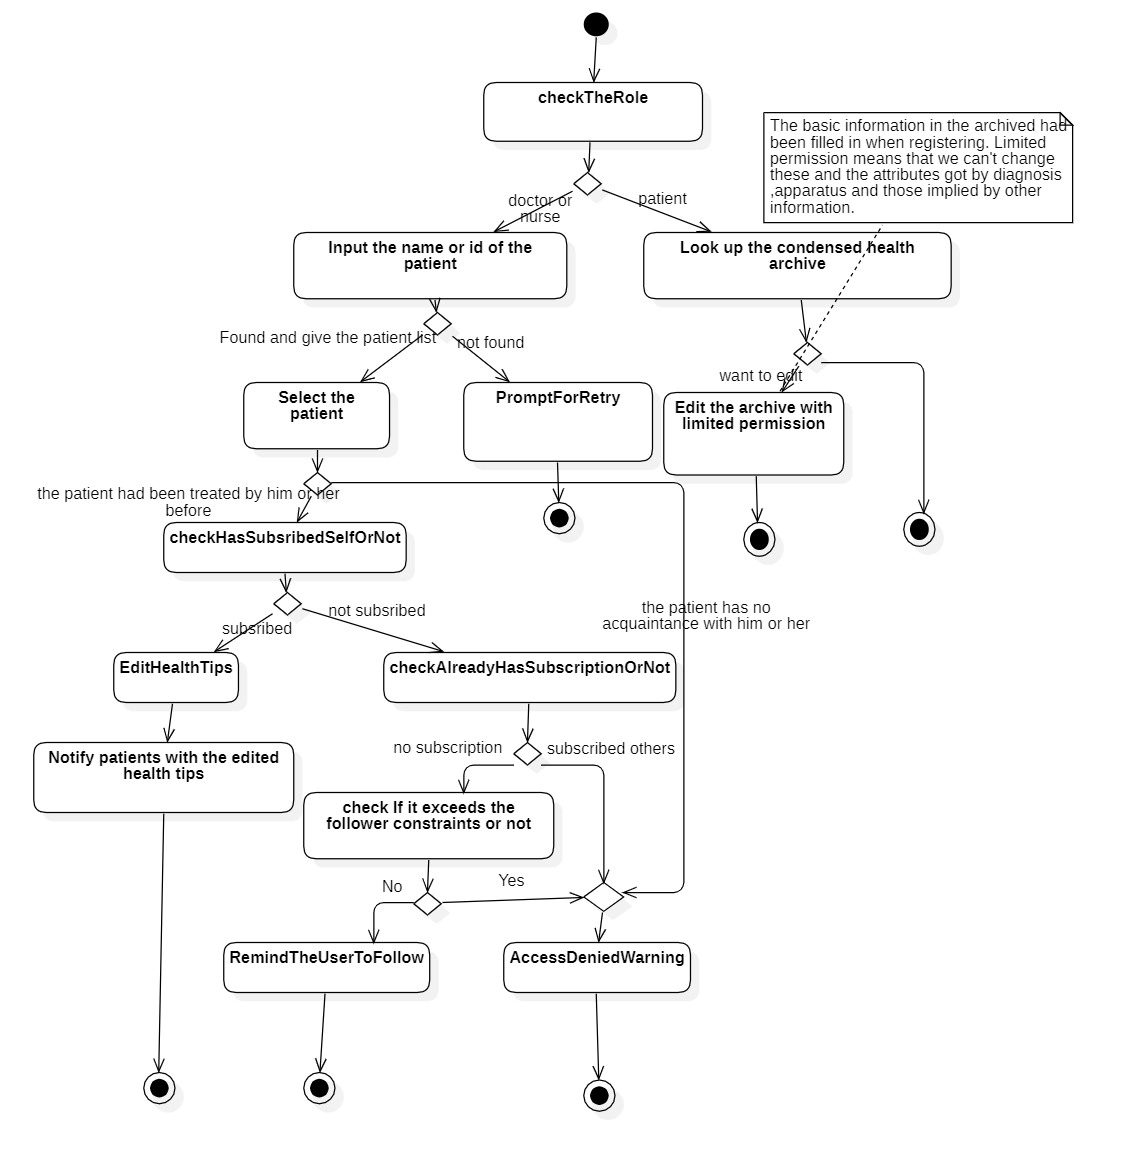 checkTheRole
The basic information in the archived had
been filled in when registering. Limited
permission means that we can't change
these and the attributes got by diagnosis
,apparatus and those implied by other
information.
doctor or
nurse
patient
Input the name or id of the
patient
Look up the condensed health
archive
Found and give the patient list
not found
want to edit
Select the
patient
PromptForRetry
Edit the archive with
limited permission
the patient had been treated by him or her
before
checkHasSubsribedSelfOrNot
not subsribed
subsribed
the patient has no
acquaintance with him or her
EditHealthTips
checkAlreadyHasSubscriptionOrNot
Notify patients with the edited
health tips
no subscription
subscribed others
check If it exceeds the
follower constraints or not
No
Yes
RemindTheUserToFollow
AccessDeniedWarning